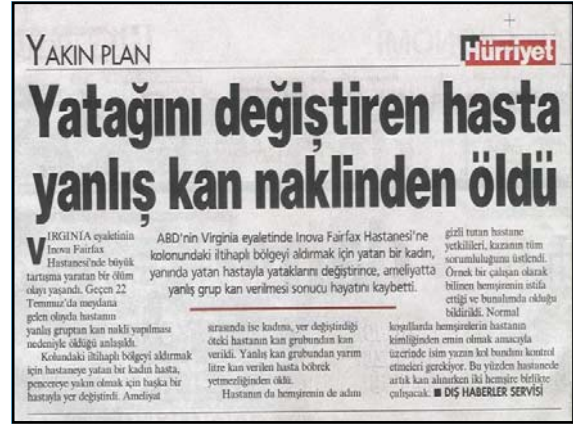 YAKIN PLAN
Hürriyet
Yatağını değiştiren hasta
yanlış kan naklinden öldü
VIRGINIA eyaletinin
Inova Fairfax
Hastanesi'nde büyük
tartışma yaratan bir ölüm
olayı yaşandı. Geçen 22
Temmuz'da meydana
gelen olayda hastanın
yanlış gruptan kan nakli yapılması
nedeniyle öldüğü anlaşıldı.
Kolundaki iltihaplı bölgeyi aldırmak
için hastaneye yatan bir kadın hasta,
pencereye yakın olmak için başka bir
hastayla yer değiştirdi. Ameliyat
ABD'nin Virginia eyaletinde Inova Fairfax Hastanesi'ne
kolonundaki iltihaplı bölgeyi aldırmak için yatan bir kadın,
yanında yatan hastayla yataklarını değiştirince, ameliyatta
yanlış grup kan verilmesi sonucu hayatını kaybetti.
sırasında ise kadına, yer değiştirdiği
öteki hastanın kan grubundan kan
verildi. Yanlış kan grubundan yarım
litre kan verilen hasta böbrek
yetmezliğinden öldü.
Hastanın da hemşirenin de adını
gizli tutan hastane
yetkilileri, kazanın tüm
sorumluluğunu üstlendi.
Örnek bir çalışan olarak
bilinen hemşirenin istifa
ettiği ve bunalımda olduğu
bildirildi. Normal
koşullarda hemşirelerin hastanın
kimliğinden emin olmak amacıyla
üzerinde isim yazan kol bandını kontrol
etmeleri gerekiyor. Bu yüzden hastanede
artık kan alınırken iki hemşire birlikte
çalışacak. ■ DIŞ HABERLER SERVİSİ